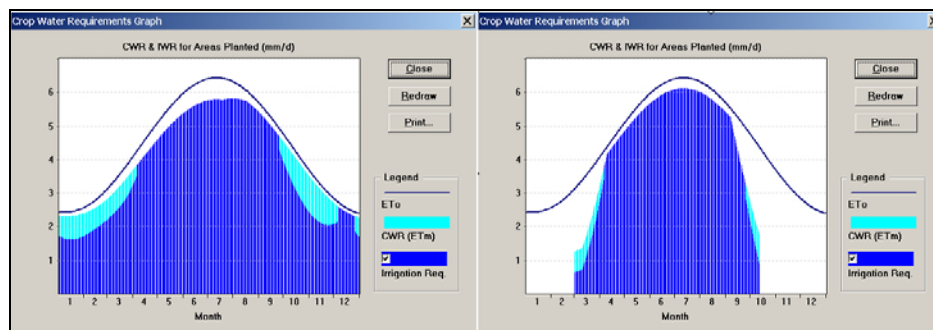 Crop Water Requirements Graph
CWR & IWR for Areas Planted (mm/d)
6
5
4
3
2
1
1 2 3 4 5 6 7 8 9 10 11 12
Month
Close
Redraw
Print...
Legend
ETo
CWR (ETm)
Irrigation Req.
Crop Water Requirements Graph
CWR & IWR for Areas Planted (mm/d)
6
5
4
3
2
1
1 2 3 4 5 6 7 8 9 10 11 12
Month
Close
Redraw
Print...
Legend
ETo
CWR (ETm)
Irrigation Req.